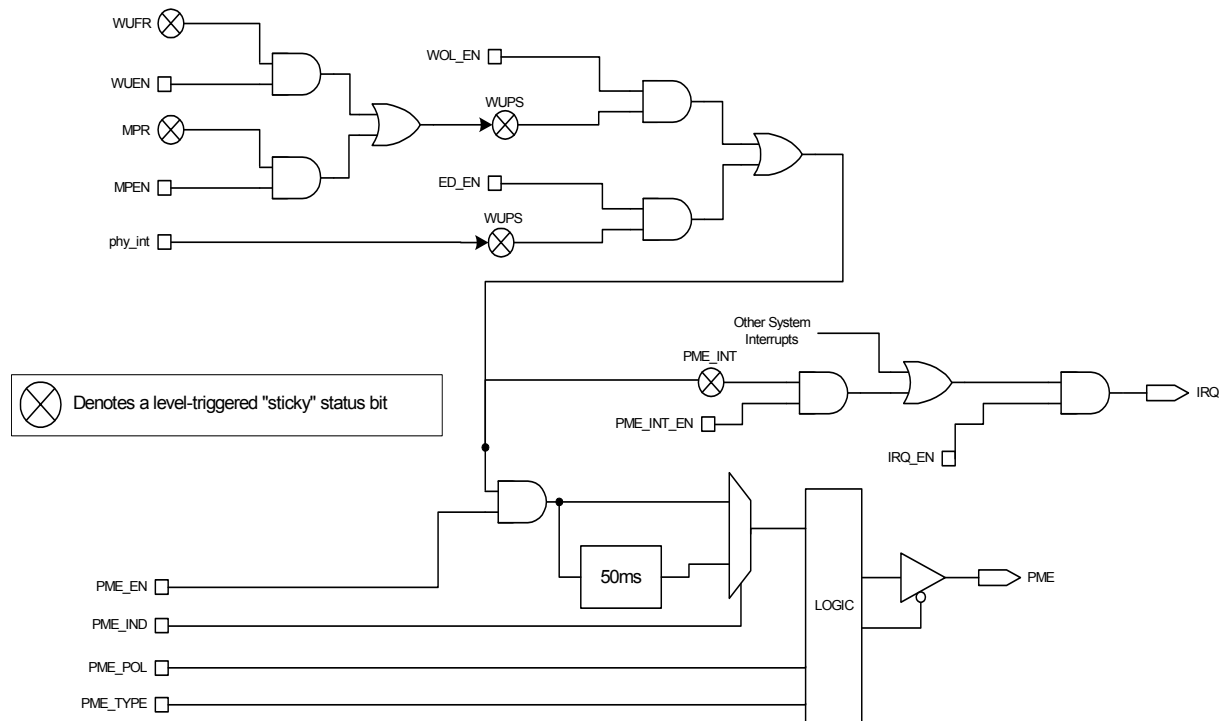 WUFR
WUEN
MPR
MPEN
phy_int
WOL_EN
WUPS
ED_EN
WUPS
Other System
Interrupts
PME_INT
PME_INT_EN
IRQ
IRQ_EN
Denotes a level-triggered "sticky" status bit
50ms
LOGIC
PME
PME_EN
PME_IND
PME_POL
PME_TYPE